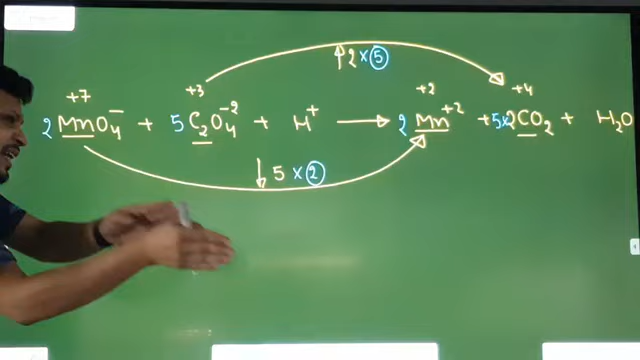 ↑2×⑤
+7 +3 +2 +4
2MnO₄⁻ + 5C₂O₄⁻² + H⁺ → 2Mn⁺² + 5×2CO₂ + H₂O
↓5×②